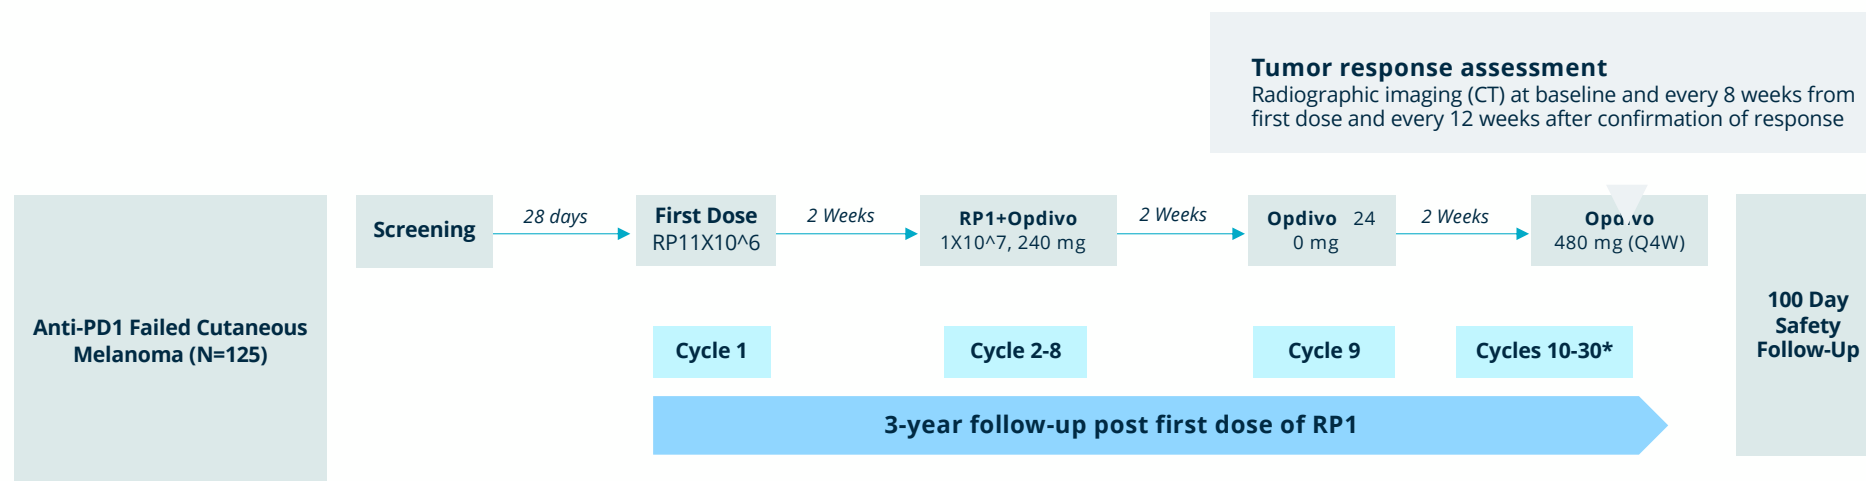 Tumor response assessment
Radiographic imaging (CT) at baseline and every 8 weeks from
first dose and every 12 weeks after confirmation of response
Anti-PD1 Failed Cutaneous
Melanoma (N=125)
Screening
28 days
First Dose
RP11X10^6
2 Weeks
RP1+Opdivo
1X10^7, 240 mg
2 Weeks
Opdivo 24
0 mg
2 Weeks
Opdivo
480 mg (Q4W)
100 Day
Safety
Follow-Up
Cycle 1
Cycle 2-8
Cycle 9
Cycles 10-30*
3-year follow-up post first dose of RP1